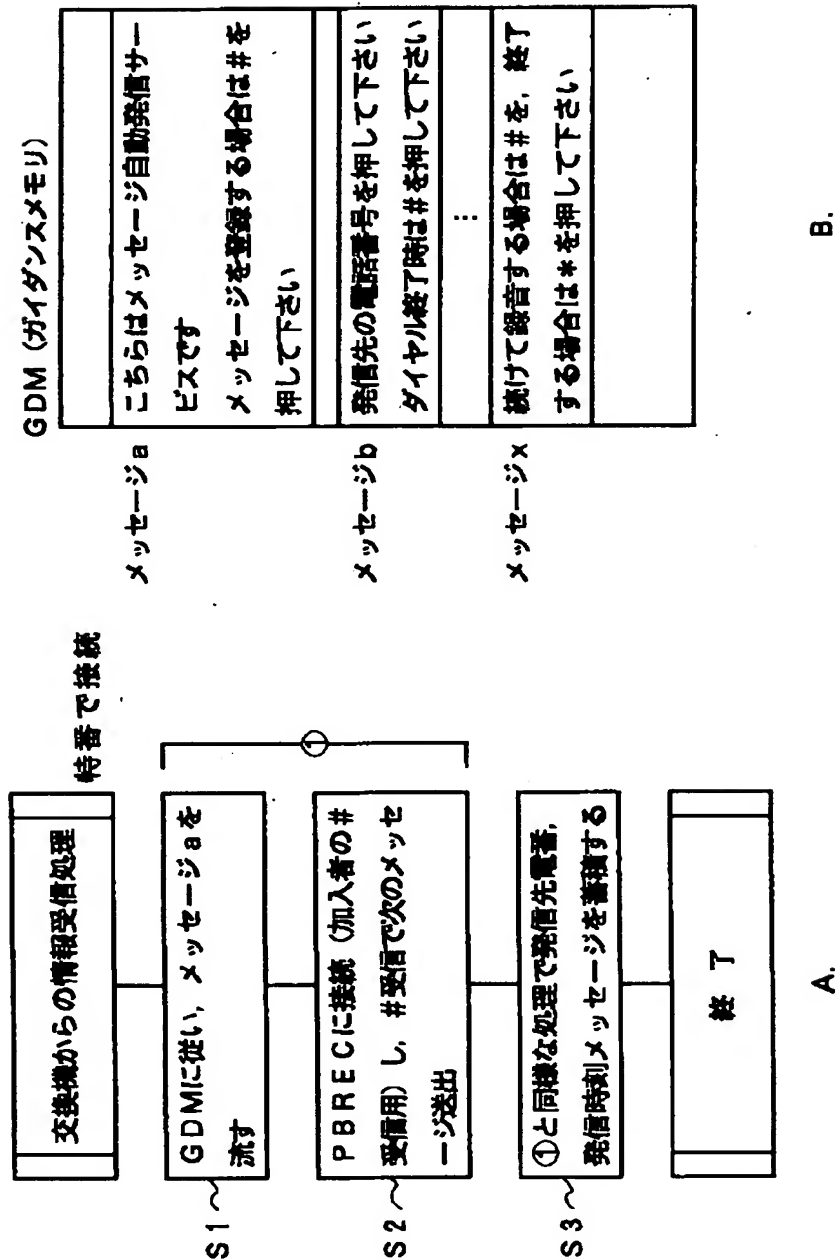 交換機からの情報受信処理
特番で接続
S1
GDMに従い,メッセージaを
流す
S2
PBRECに接続(加入者の#
受信用)し,#受信で次のメッセ
ージ送出
①
S3
①と同様な処理で発信先電番,
発信時刻メッセージを蓄積する
終了
A.
GDM(ガイダンスメモリ)
メッセージa
こちらはメッセージ自動発信サー
ビスです
メッセージを登録する場合は#を
押して下さい
メッセージb
発信先の電話番号を押して下さい
ダイヤル終了時は#を押して下さい
⋮
メッセージx
続けて録音する場合は#を,終了
する場合は*を押して下さい
B.